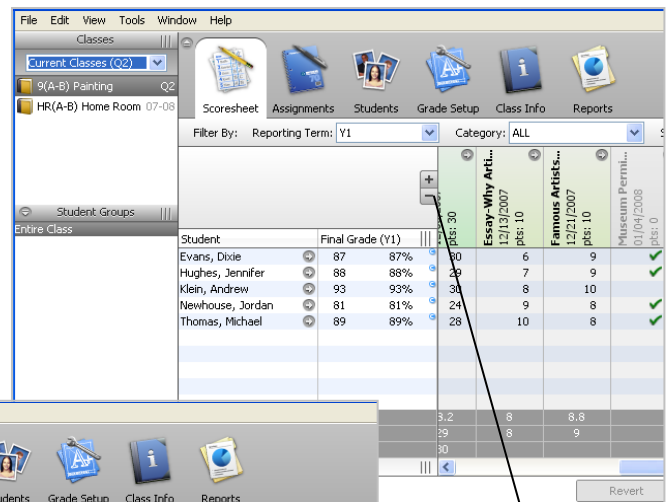 File Edit View Tools Window Help
Classes
Current Classes (Q2)
9(A-B) Painting Q2
HR(A-B) Home Room 07-08
Student Groups
Entire Class
Scoresheet Assignments Students Grade Setup Class Info Reports
Filter By: Reporting Term: Y1 Category: ALL
pts: 30
Essay-Why Arti...
12/13/2007
pts: 10
Famous Artists...
12/21/2007
pts: 10
Museum Permi...
01/04/2008
pts: 0
Student Final Grade (Y1)
Evans, Dixie 87 87% 30 6 9
Hughes, Jennifer 88 88% 29 7 9
Klein, Andrew 93 93% 30 8 10
Newhouse, Jordan 81 81% 24 9 8
Thomas, Michael 89 89% 28 10 8
8 8.8
8 9
Revert
Grade Setup Class Info Reports